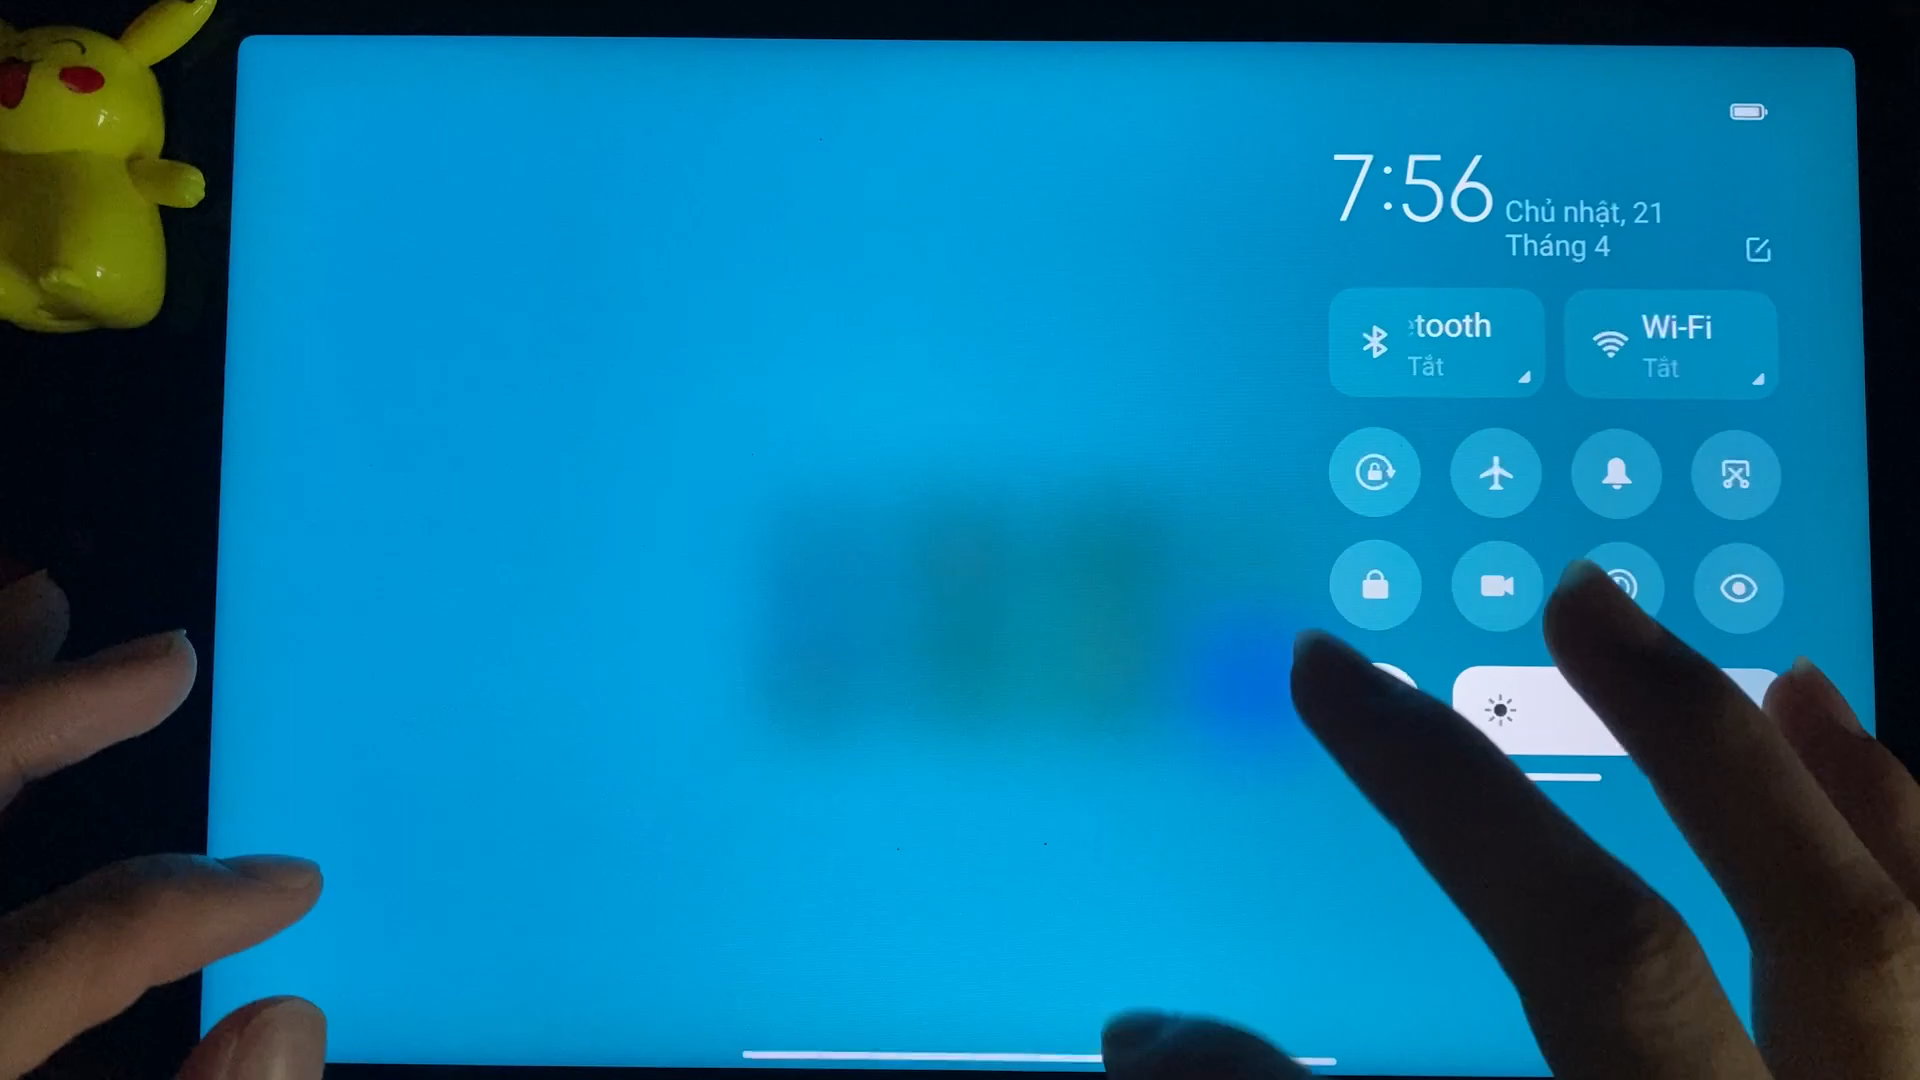 7:56
Chủ nhật, 21
Tháng 4
tooth
Tắt
Wi-Fi
Tắt